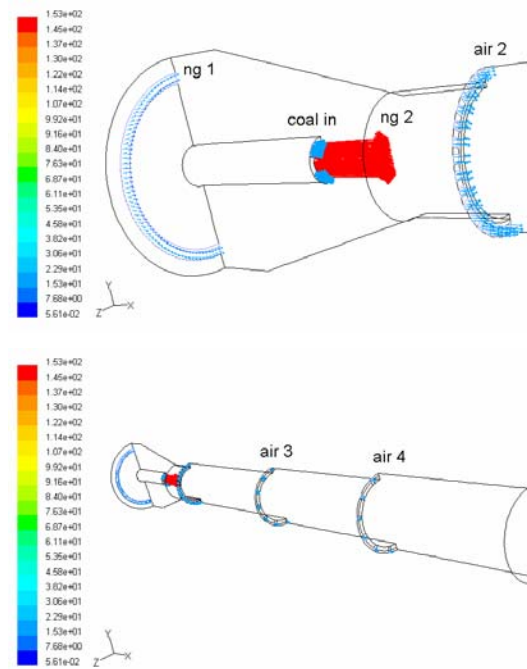 1.53e+02
1.45e+02
1.37e+02
1.30e+02
1.22e+02
1.14e+02
1.07e+02
9.92e+01
9.16e+01
8.40e+01
7.63e+01
6.87e+01
6.11e+01
5.35e+01
4.58e+01
3.82e+01
3.06e+01
2.29e+01
1.53e+01
7.68e+00
5.61e-02
ng 1
coal in
ng 2
air 2
Y
Z X
1.53e+02
1.45e+02
1.37e+02
1.30e+02
1.22e+02
1.14e+02
1.07e+02
9.92e+01
9.16e+01
8.40e+01
7.63e+01
6.87e+01
6.11e+01
5.35e+01
4.58e+01
3.82e+01
3.06e+01
2.29e+01
1.53e+01
7.68e+00
5.61e-02
air 3
air 4
Y
Z X